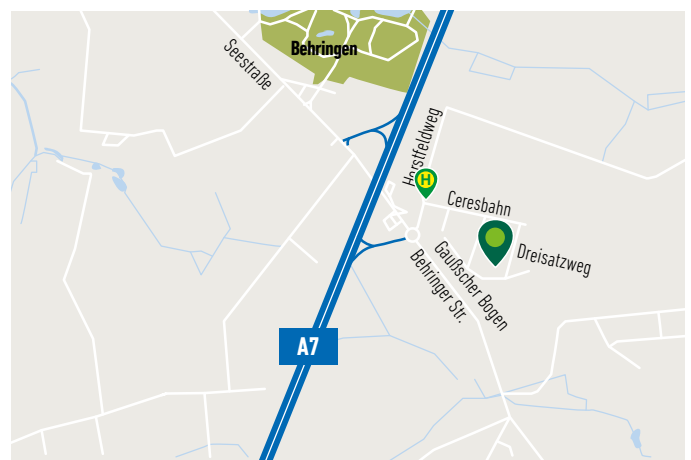 Behringen
Seestraße
Horstfeldweg
H
Ceresbahn
Dreisatzweg
Gaußscher Bogen
Behringer Str.
A7